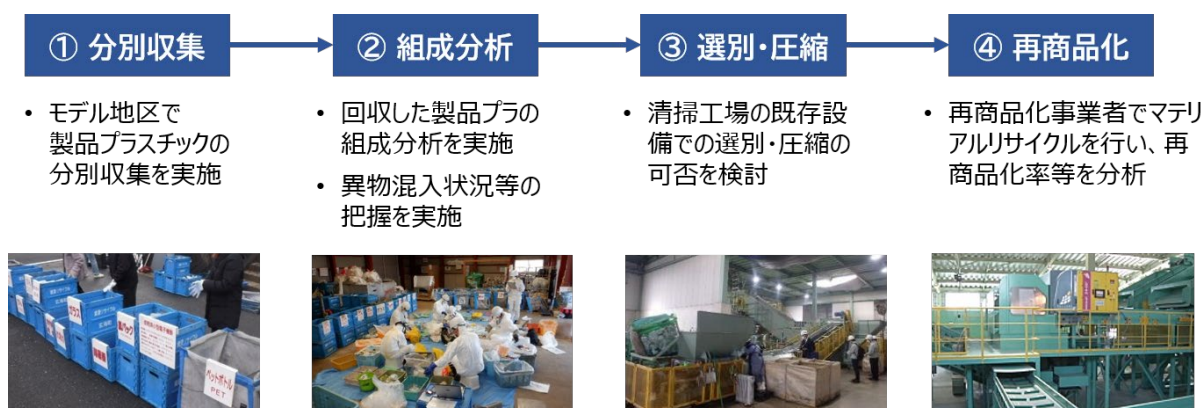 ① 分別収集
② 組成分析
③ 選別・圧縮
④ 再商品化
• モデル地区で
製品プラスチックの
分別収集を実施
• 回収した製品プラの
組成分析を実施
• 異物混入状況等の
把握を実施
• 清掃工場の既存設
備での選別・圧縮の
可否を検討
• 再商品化事業者でマテリ
アルリサイクルを行い、再
商品化率等を分析
ペットボトル
PET